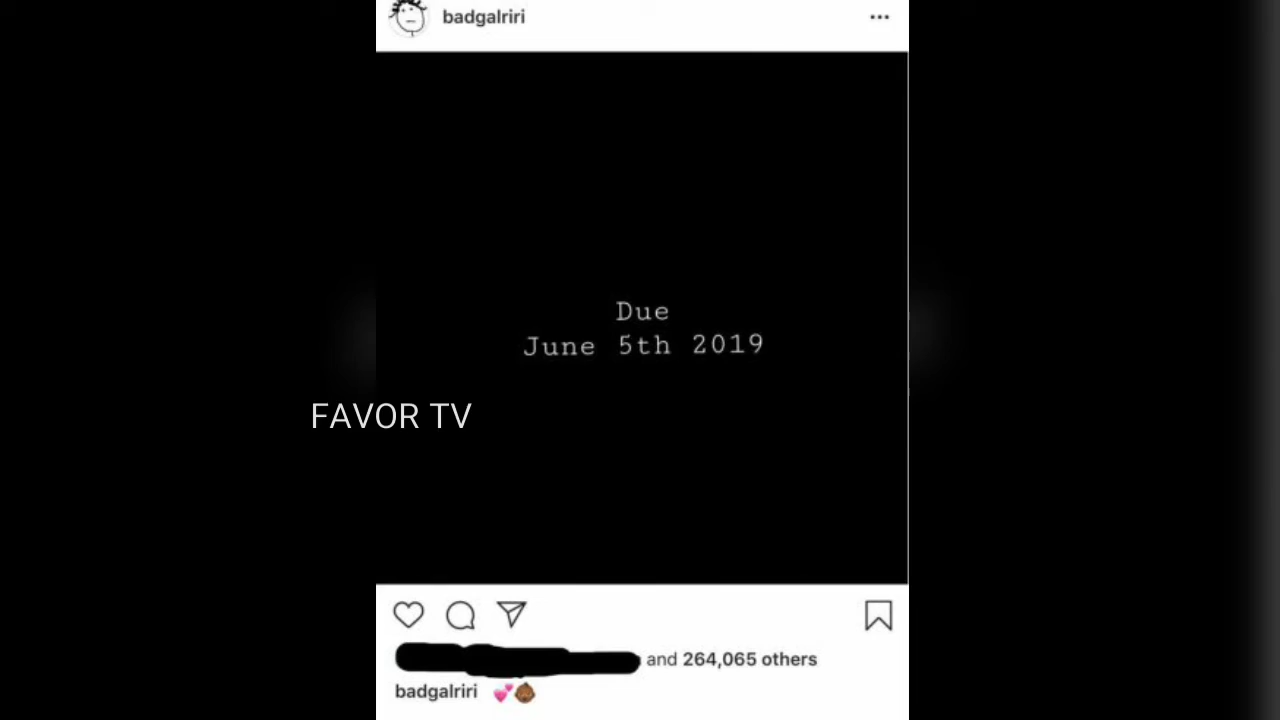 badgalriri
Due
June 5th 2019
FAVOR TV
and 264,065 others
badgalriri 💕👶🏾